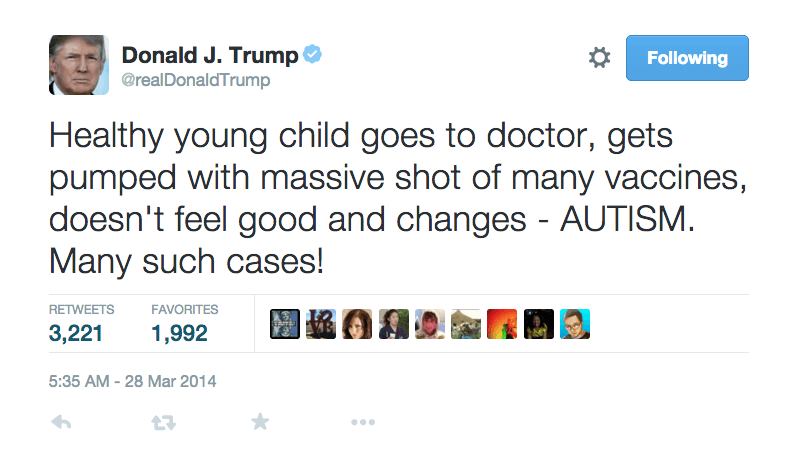 Donald J. Trump
@realDonaldTrump
Following
Healthy young child goes to doctor, gets
pumped with massive shot of many vaccines,
doesn't feel good and changes - AUTISM.
Many such cases!
RETWEETS FAVORITES
3,221 1,992
5:35 AM - 28 Mar 2014